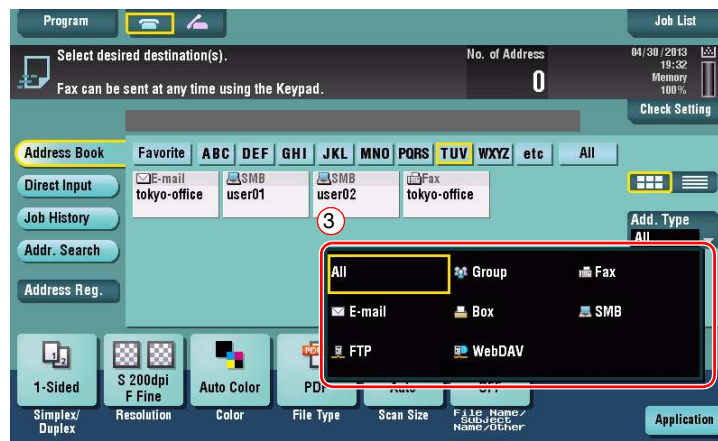 Program
Job List
Select desired destination(s).
Fax can be sent at any time using the Keypad.
No. of Address
0
04/30/2013
19:32
Memory
100%
Check Setting
Address Book
Favorite ABC DEF GHI JKL MNO PQRS TUV WXYZ etc All
Direct Input
E-mail
tokyo-office
SMB
user01
SMB
user02
Fax
tokyo-office
Job History
Add. Type
All
3
Addr. Search
Address Reg.
All Group Fax
E-mail Box SMB
FTP WebDAV
1-Sided
S 200dpi
F Fine
Auto Color
Simplex/
Duplex
Resolution
Color
File Type
Scan Size
File Name/
Subject
Name/Other
Application